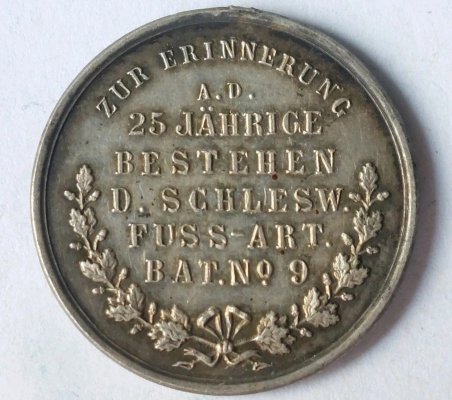 ZUR ERINNERUNG
A.D.
25 JÄHRIGE
BESTEHEN
D. SCHLESW.
FUSS-ART.
BAT. No. 9